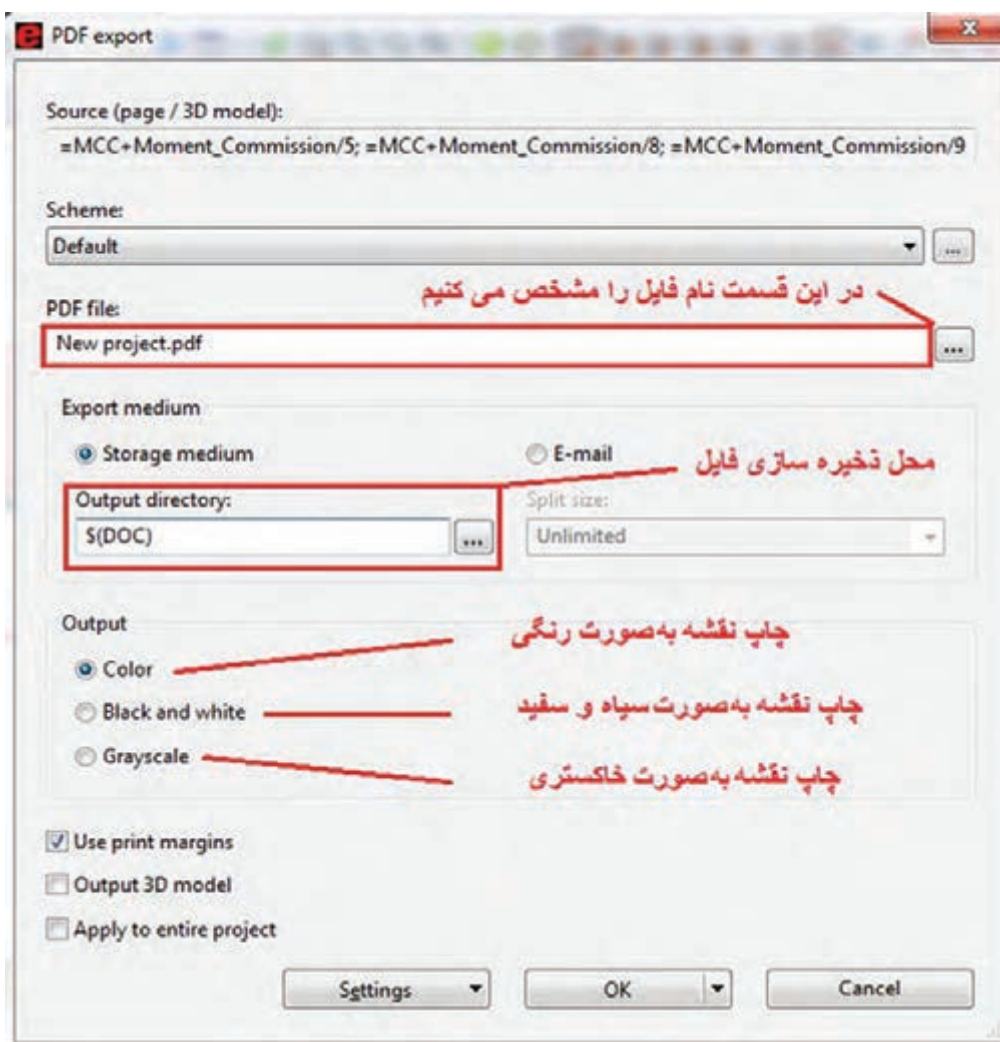 PDF export
Source (page / 3D model):
=MCC+Moment_Commission/5; =MCC+Moment_Commission/8; =MCC+Moment_Commission/9
Scheme:
Default
...
در این قسمت نام فایل را مشخص می کنیم
PDF file:
New project.pdf
...
Export medium
Storage medium
E-mail
محل ذخیره سازی فایل
Output directory:
Split size:
$(DOC)
...
Unlimited
Output
چاپ نقشه به‌صورت رنگی
Color
Black and white
چاپ نقشه به‌صورت سیاه و سفید
Grayscale
چاپ نقشه به‌صورت خاکستری
Use print margins
Output 3D model
Apply to entire project
Settings
OK
Cancel